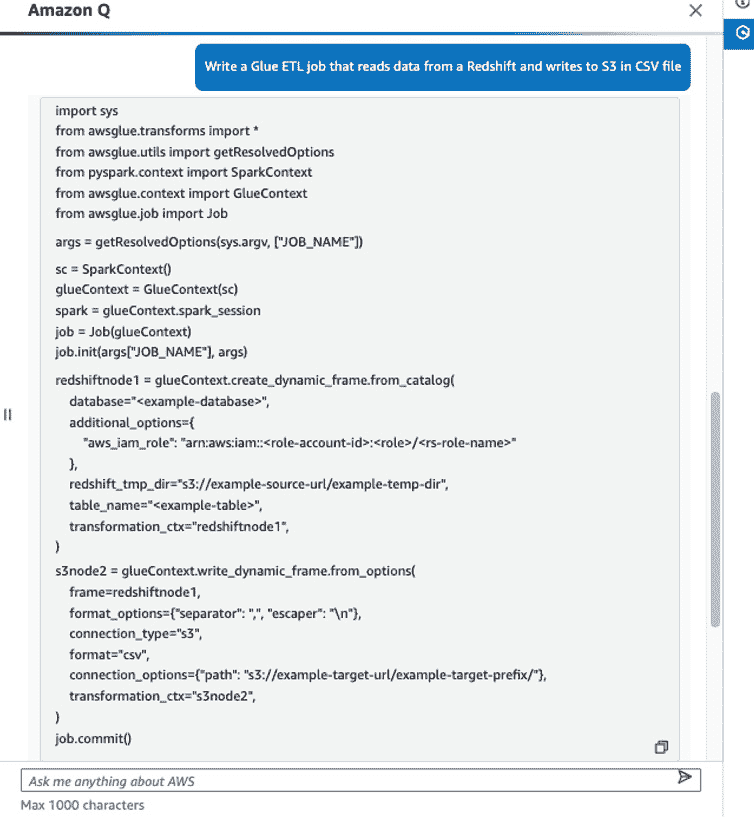 Amazon Q
Write a Glue ETL job that reads data from a Redshift and writes to S3 in CSV file
import sys
from awsglue.transforms import *
from awsglue.utils import getResolvedOptions
from pyspark.context import SparkContext
from awsglue.context import GlueContext
from awsglue.job import Job
args = getResolvedOptions(sys.argv, ["JOB_NAME"])
sc = SparkContext()
glueContext = GlueContext(sc)
spark = glueContext.spark_session
job = Job(glueContext)
job.init(args["JOB_NAME"], args)
redshiftnode1 = glueContext.create_dynamic_frame.from_catalog(
database="<example-database>",
additional_options={
"aws_iam_role": "arn:aws:iam::<role-account-id>:<role>/<rs-role-name>"
},
redshift_tmp_dir="s3://example-source-url/example-temp-dir",
table_name="<example-table>",
transformation_ctx="redshiftnode1",
)
s3node2 = glueContext.write_dynamic_frame.from_options(
frame=redshiftnode1,
format_options={"separator": ",", "escaper": "\n"},
connection_type="s3",
format="csv",
connection_options={"path": "s3://example-target-url/example-target-prefix/"},
transformation_ctx="s3node2",
)
job.commit()
Ask me anything about AWS
Max 1000 characters